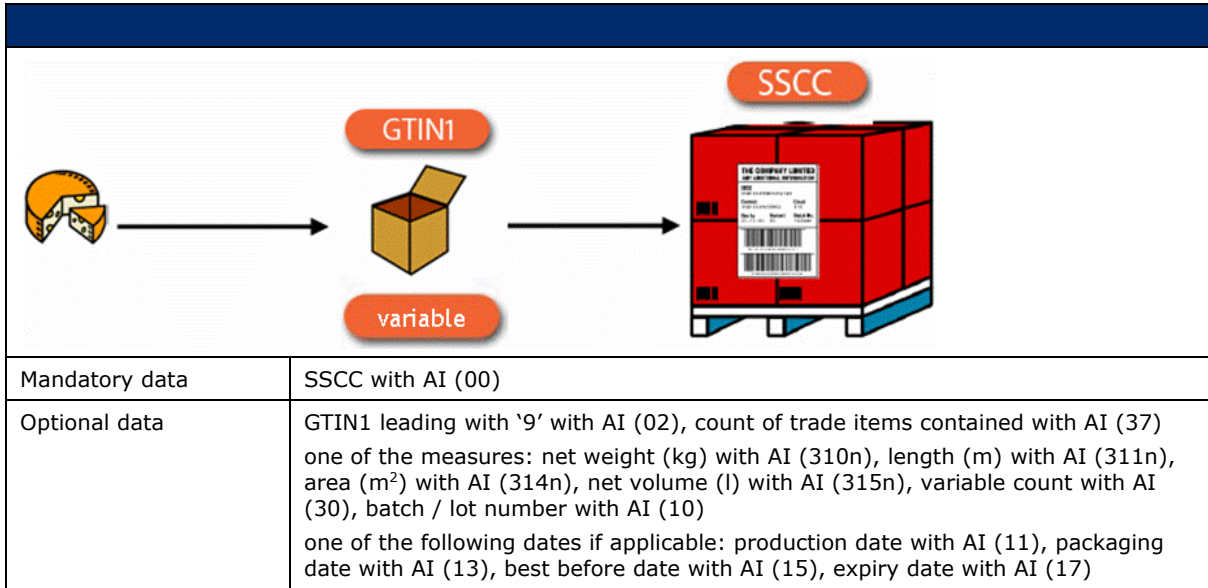 SSCC
GTIN1
THE COMPANY LIMITED
variable
Mandatory data
SSCC with AI (00)
Optional data
GTIN1 leading with ‘9’ with AI (02), count of trade items contained with AI (37)
one of the measures: net weight (kg) with AI (310n), length (m) with AI (311n),
area (m²) with AI (314n), net volume (l) with AI (315n), variable count with AI
(30), batch / lot number with AI (10)
one of the following dates if applicable: production date with AI (11), packaging
date with AI (13), best before date with AI (15), expiry date with AI (17)